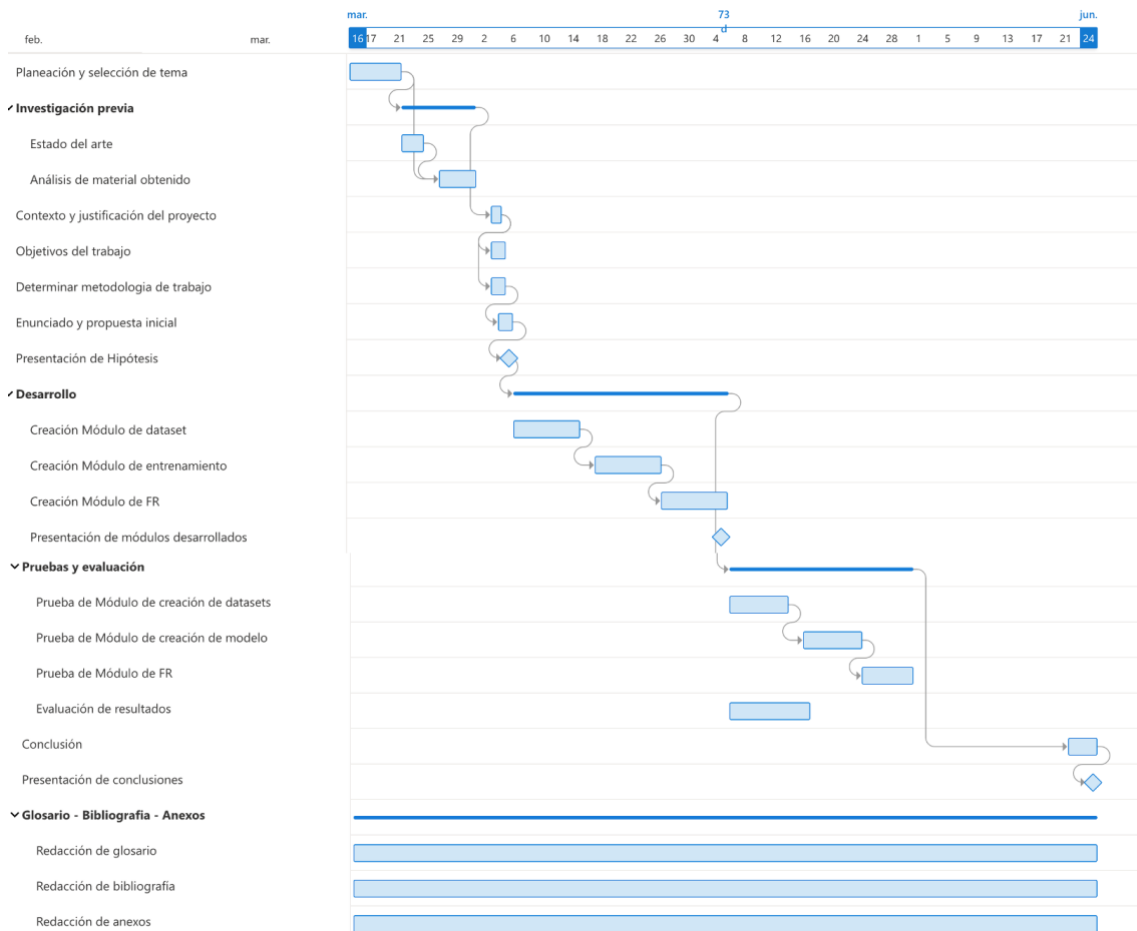 mar. 73 d jun.
feb. mar. 16 17 21 25 29 2 6 10 14 18 22 26 30 4 8 12 16 20 24 28 1 5 9 13 17 21 24
Planeación y selección de tema
Investigación previa
Estado del arte
Análisis de material obtenido
Contexto y justificación del proyecto
Objetivos del trabajo
Determinar metodologia de trabajo
Enunciado y propuesta inicial
Presentación de Hipótesis
Desarrollo
Creación Módulo de dataset
Creación Módulo de entrenamiento
Creación Módulo de FR
Presentación de módulos desarrollados
Pruebas y evaluación
Prueba de Módulo de creación de datasets
Prueba de Módulo de creación de modelo
Prueba de Módulo de FR
Evaluación de resultados
Conclusión
Presentación de conclusiones
Glosario - Bibliografia - Anexos
Redacción de glosario
Redacción de bibliografía
Redacción de anexos